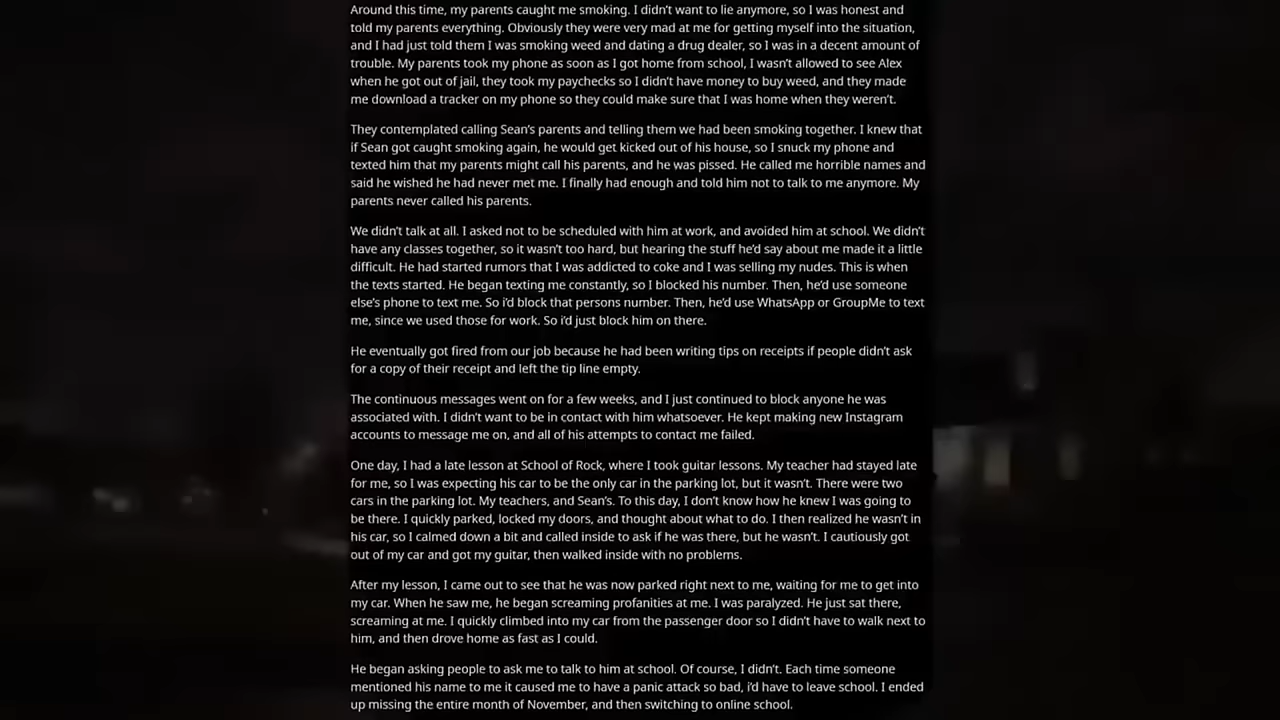 Around this time, my parents caught me smoking. I didn't want to lie anymore, so I was honest and
told my parents everything. Obviously they were very mad at me for getting myself into the situation,
and I had just told them I was smoking weed and dating a drug dealer, so I was in a decent amount of
trouble. My parents took my phone as soon as I got home from school, I wasn't allowed to see Alex
when he got out of jail, they took my paychecks so I didn't have money to buy weed, and they made
me download a tracker on my phone so they could make sure that I was home when they weren't.
They contemplated calling Sean's parents and telling them we had been smoking together. I knew that
if Sean got caught smoking again, he would get kicked out of his house, so I snuck my phone and
texted him that my parents might call his parents, and he was pissed. He called me horrible names and
said he wished he had never met me. I finally had enough and told him not to talk to me anymore. My
parents never called his parents.
We didn't talk at all. I asked not to be scheduled with him at work, and avoided him at school. We didn't
have any classes together, so it wasn't too hard, but hearing the stuff he'd say about me made it a little
difficult. He had started rumors that I was addicted to coke and I was selling my nudes. This is when
the texts started. He began texting me constantly, so I blocked his number. Then, he'd use someone
else's phone to text me. So i'd block that persons number. Then, he'd use WhatsApp or GroupMe to text
me, since we used those for work. So i'd just block him on there.
He eventually got fired from our job because he had been writing tips on receipts if people didn't ask
for a copy of their receipt and left the tip line empty.
The continuous messages went on for a few weeks, and I just continued to block anyone he was
associated with. I didn't want to be in contact with him whatsoever. He kept making new Instagram
accounts to message me on, and all of his attempts to contact me failed.
One day, I had a late lesson at School of Rock, where I took guitar lessons. My teacher had stayed late
for me, so I was expecting his car to be the only car in the parking lot, but it wasn't. There were two
cars in the parking lot. My teachers, and Sean's. To this day, I don't know how he knew I was going to
be there. I quickly parked, locked my doors, and thought about what to do. I then realized he wasn't in
his car, so I calmed down a bit and called inside to ask if he was there, but he wasn't. I cautiously got
out of my car and got my guitar, then walked inside with no problems.
After my lesson, I came out to see that he was now parked right next to me, waiting for me to get into
my car. When he saw me, he began screaming profanities at me. I was paralyzed. He just sat there,
screaming at me. I quickly climbed into my car from the passenger door so I didn't have to walk next to
him, and then drove home as fast as I could.
He began asking people to ask me to talk to him at school. Of course, I didn't. Each time someone
mentioned his name to me it caused me to have a panic attack so bad, i'd have to leave school. I ended
up missing the entire month of November, and then switching to online school.